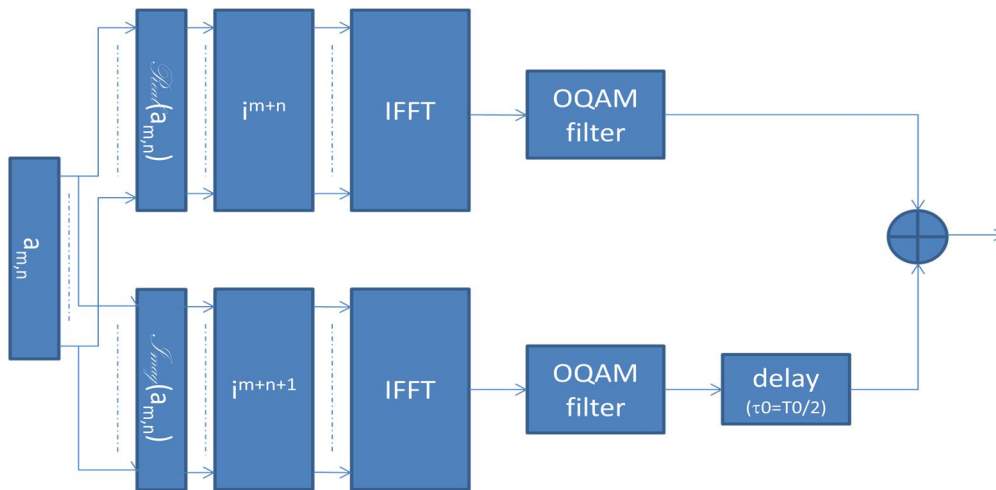 a_{m,n}
Real(a_{m,n})
i^{m+n}
IFFT
OQAM
filter
Imag(a_{m,n})
i^{m+n+1}
IFFT
OQAM
filter
delay
(τ0=T0/2)